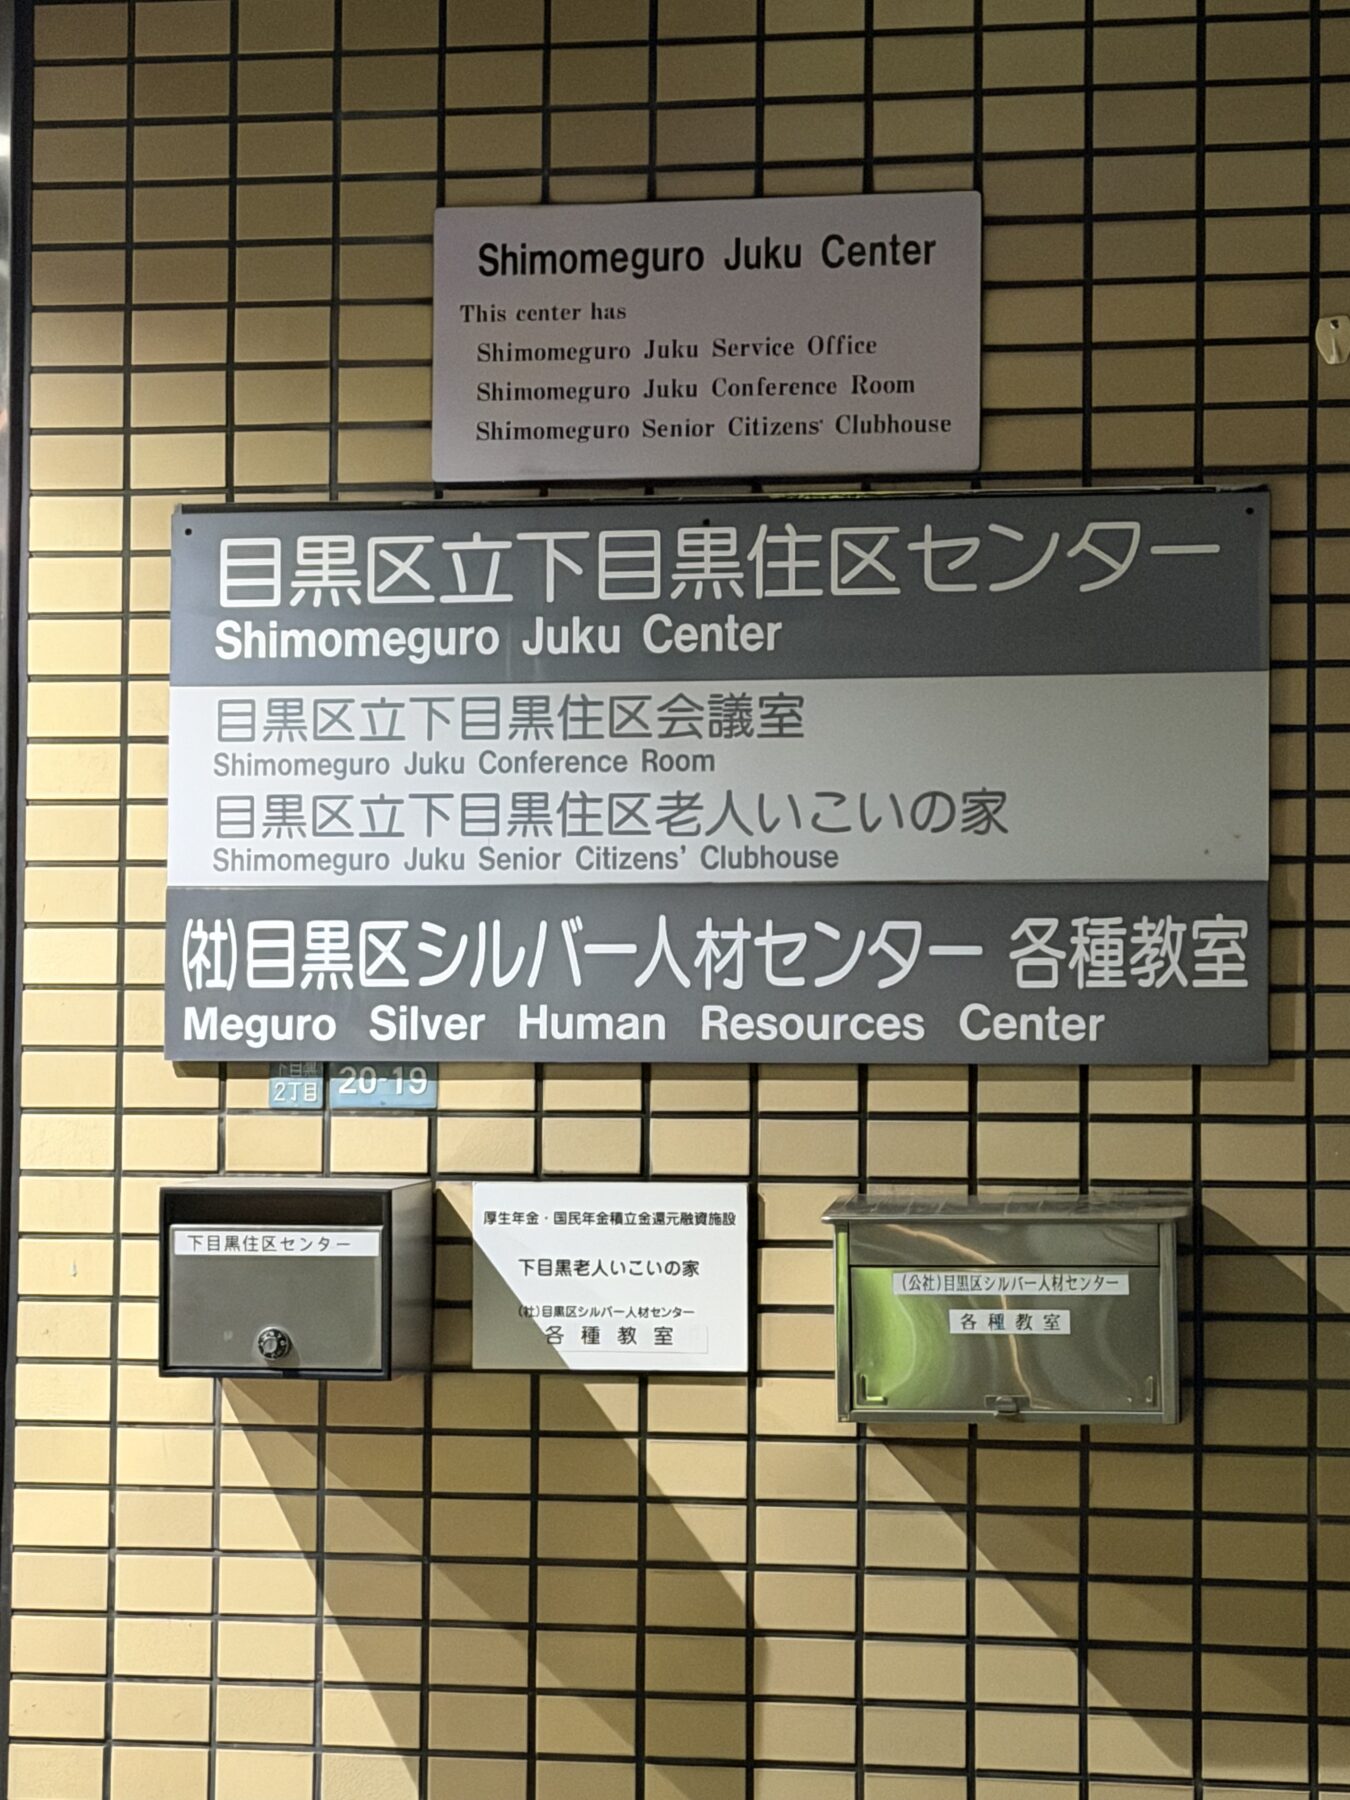 Shimomeguro Juku Center
This center has
Shimomeguro Juku Service Office
Shimomeguro Juku Conference Room
Shimomeguro Senior Citizens' Clubhouse
目黒区立下目黒住区センター
Shimomeguro Juku Center
目黒区立下目黒住区会議室
Shimomeguro Juku Conference Room
目黒区立下目黒住区老人いこいの家
Shimomeguro Juku Senior Citizens' Clubhouse
(社)目黒区シルバー人材センター 各種教室
Meguro Silver Human Resources Center
下目黒
2丁目
20-19
下目黒住区センター
厚生年金・国民年金積立金還元融資施設
下目黒老人いこいの家
(社)目黒区シルバー人材センター
各種教室
(公社)目黒区シルバー人材センター
各種教室